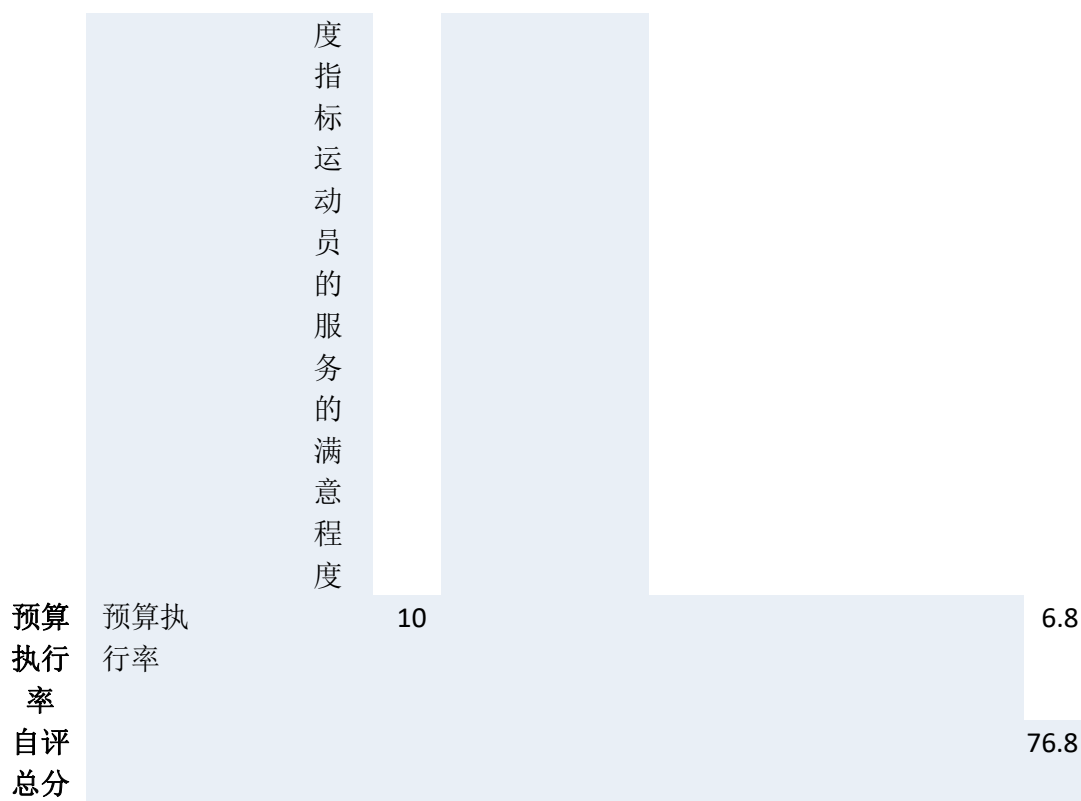 度
指
标
运
动
员
的
服
务
的
满
意
程
度
预算 预算执 10 6.8
执行 行率
率
自评 76.8
总分